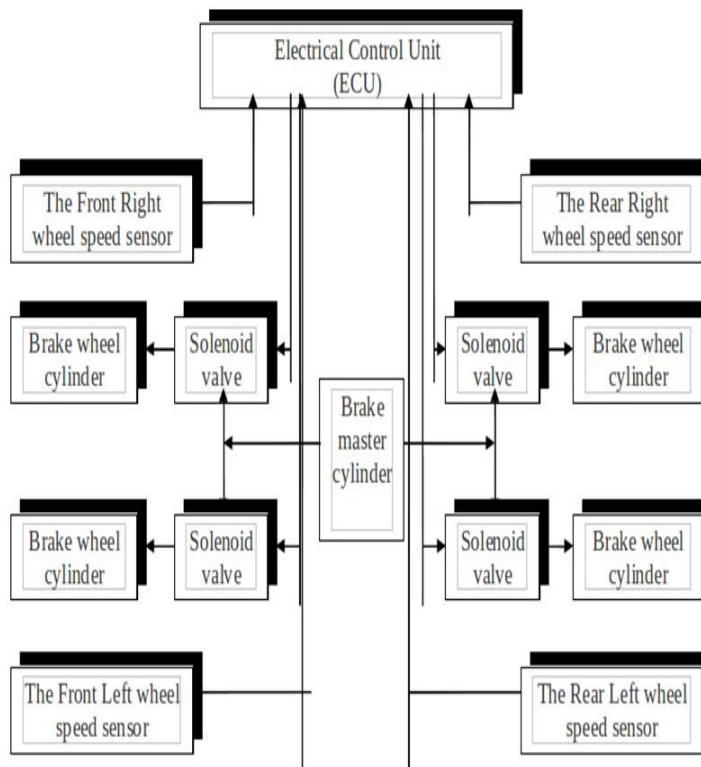 Electrical Control Unit
(ECU)
The Front Right
wheel speed sensor
The Rear Right
wheel speed sensor
Brake wheel
cylinder
Solenoid
valve
Solenoid
valve
Brake wheel
cylinder
Brake
master
cylinder
Brake wheel
cylinder
Solenoid
valve
Solenoid
valve
Brake wheel
cylinder
The Front Left wheel
speed sensor
The Rear Left wheel
speed sensor